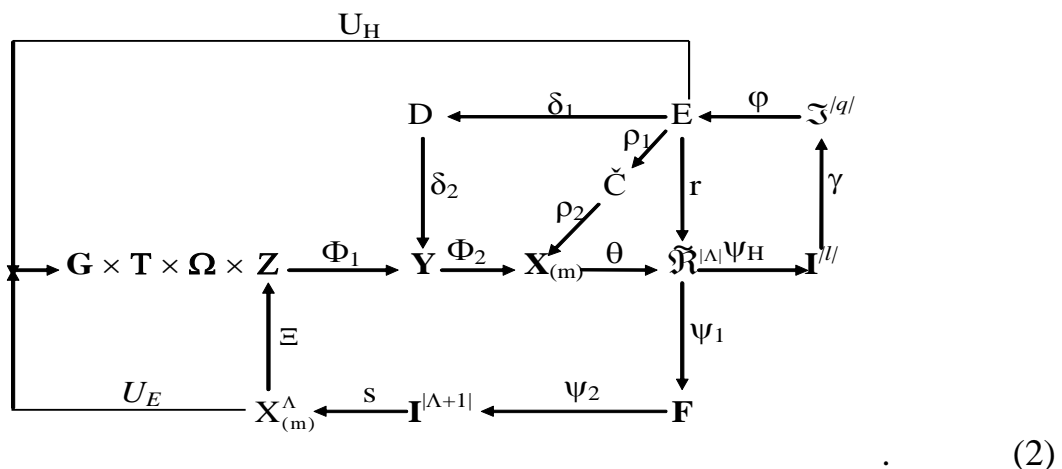 U_H
D δ₁ E φ ℑ^{/q/}
ρ₁
δ₂ Č r γ
ρ₂
G × T × Ω × Z Φ₁ Y Φ₂ X_{(m)} θ ℜ̃^{|Λ|} ψ_H I^{/l/}
Ξ ψ₁
U_E X^Λ_{(m)} s I^{|Λ+1|} ψ₂ F
. (2)